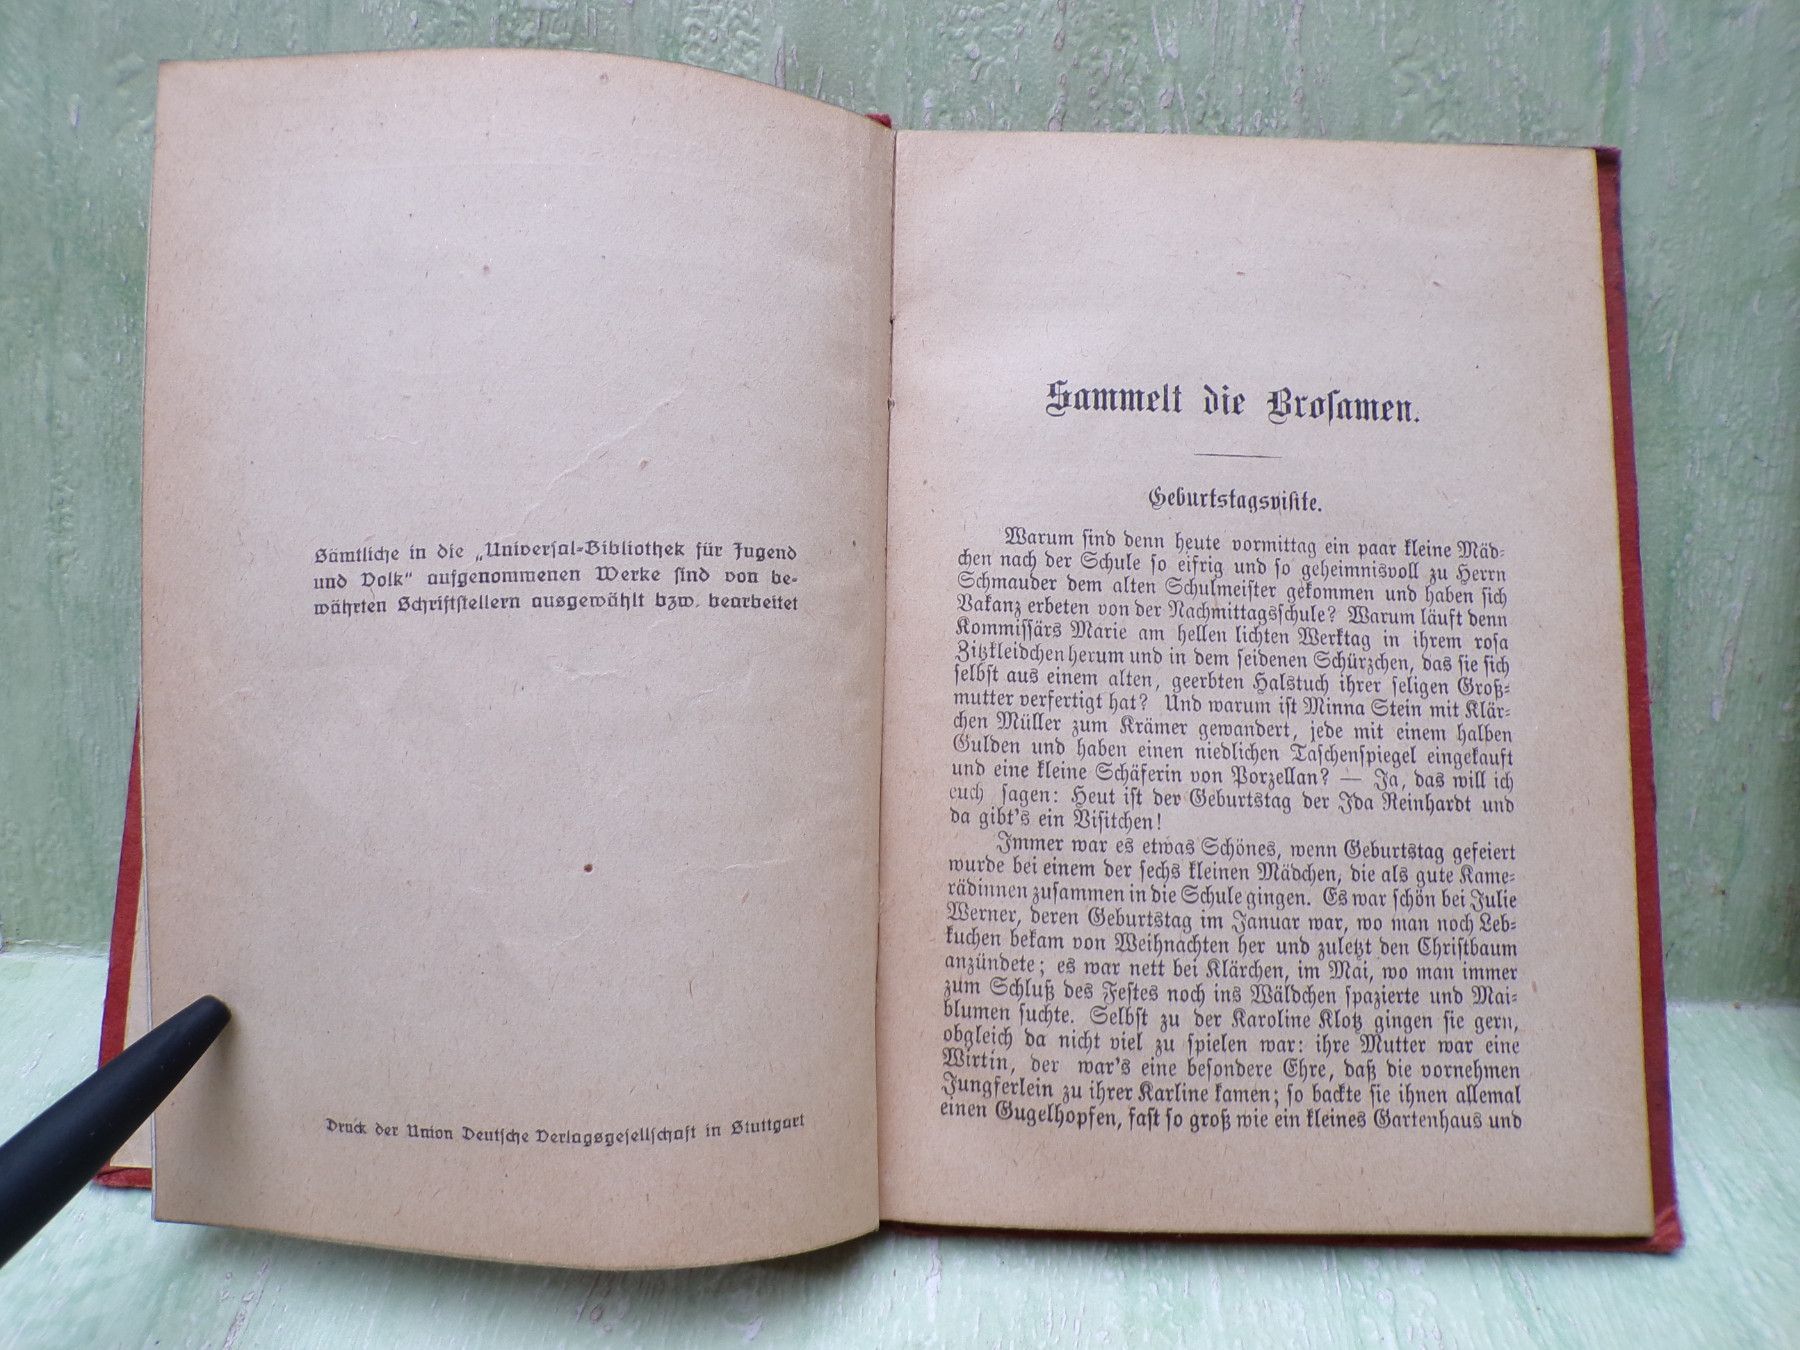 Sämtliche in die „Universal-Bibliothek für Jugend
und Volk“ aufgenommenen Werke sind von be-
währten Schriftstellern ausgewählt bzw. bearbeitet
Druck der Union Deutsche Verlagsgesellschaft in Stuttgart
Sammelt die Brosamen.
Geburtstagsvisite.
Warum sind denn heute vormittag ein paar kleine Mäd-
chen nach der Schule so eifrig und so geheimnisvoll zu Herrn
Schmauder dem alten Schulmeister gekommen und haben sich
Vakanz erbeten von der Nachmittagsschule? Warum läuft denn
Kommissärs Marie am hellen lichten Werktag in ihrem rosa
Zitzkleidchen herum und in dem seidenen Schürzchen, das sie sich
selbst aus einem alten, geerbten Halstuch ihrer seligen Groß-
mutter verfertigt hat? Und warum ist Minna Stein mit Klär-
chen Müller zum Krämer gewandert, jede mit einem halben
Gulden und haben einen niedlichen Taschenspiegel eingekauft
und eine kleine Schäferin von Porzellan? — Ja, das will ich
euch sagen: Heut ist der Geburtstag der Ida Reinhardt und
da gibt's ein Visitchen!
Immer war es etwas Schönes, wenn Geburtstag gefeiert
wurde bei einem der sechs kleinen Mädchen, die als gute Kame-
rädinnen zusammen in die Schule gingen. Es war schön bei Julie
Werner, deren Geburtstag im Januar war, wo man noch Leb-
kuchen bekam von Weihnachten her und zuletzt den Christbaum
anzündete; es war nett bei Klärchen, im Mai, wo man immer
zum Schluß des Festes noch ins Wäldchen spazierte und Mai-
blumen suchte. Selbst zu der Karoline Klotz gingen sie gern,
obgleich da nicht viel zu spielen war: ihre Mutter war eine
Wirtin, der war's eine besondere Ehre, daß die vornehmen
Jungferlein zu ihrer Karline kamen; so backte sie ihnen allemal
einen Gugelhopfen, fast so groß wie ein kleines Gartenhaus und